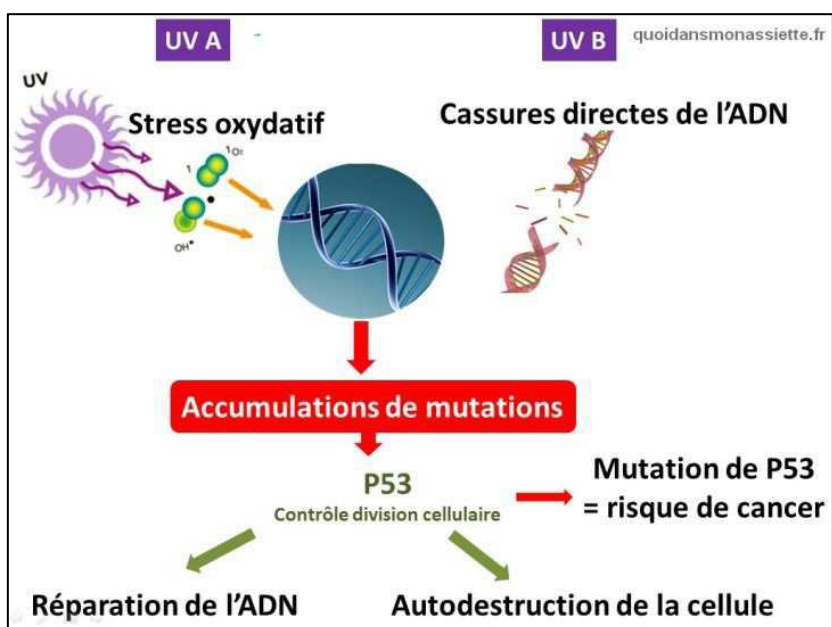 UV A
UV B
quoidansmonassiette.fr
UV
Stress oxydatif
Cassures directes de l'ADN
OH•
Accumulations de mutations
P53
Contrôle division cellulaire
Mutation de P53
= risque de cancer
Réparation de l'ADN
Autodestruction de la cellule